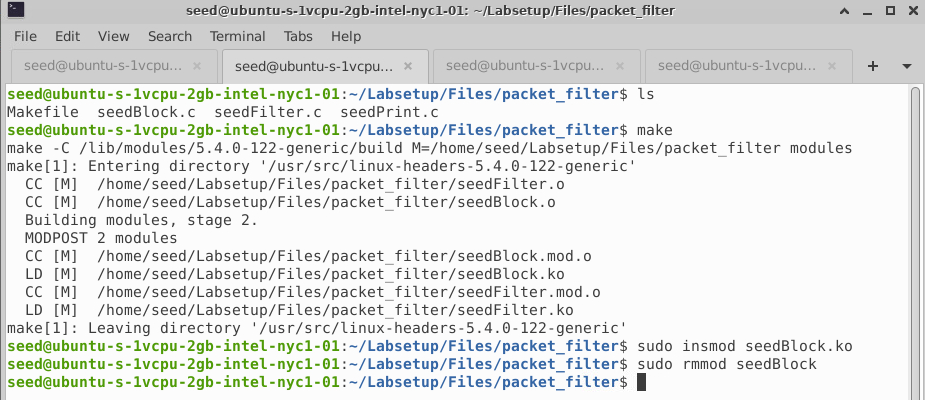 seed@ubuntu-s-1vcpu-2gb-intel-nyc1-01: ~/Labsetup/Files/packet_filter
File Edit View Search Terminal Tabs Help
seed@ubuntu-s-1vcpu... × seed@ubuntu-s-1vcpu... × seed@ubuntu-s-1vcpu... × seed@ubuntu-s-1vcpu... ×
seed@ubuntu-s-1vcpu-2gb-intel-nyc1-01:~/Labsetup/Files/packet_filter$ ls
Makefile  seedBlock.c  seedFilter.c  seedPrint.c
seed@ubuntu-s-1vcpu-2gb-intel-nyc1-01:~/Labsetup/Files/packet_filter$ make
make -C /lib/modules/5.4.0-122-generic/build M=/home/seed/Labsetup/Files/packet_filter modules
make[1]: Entering directory '/usr/src/linux-headers-5.4.0-122-generic'
  CC [M]  /home/seed/Labsetup/Files/packet_filter/seedFilter.o
  CC [M]  /home/seed/Labsetup/Files/packet_filter/seedBlock.o
  Building modules, stage 2.
  MODPOST 2 modules
  CC [M]  /home/seed/Labsetup/Files/packet_filter/seedBlock.mod.o
  LD [M]  /home/seed/Labsetup/Files/packet_filter/seedBlock.ko
  CC [M]  /home/seed/Labsetup/Files/packet_filter/seedFilter.mod.o
  LD [M]  /home/seed/Labsetup/Files/packet_filter/seedFilter.ko
make[1]: Leaving directory '/usr/src/linux-headers-5.4.0-122-generic'
seed@ubuntu-s-1vcpu-2gb-intel-nyc1-01:~/Labsetup/Files/packet_filter$ sudo insmod seedBlock.ko
seed@ubuntu-s-1vcpu-2gb-intel-nyc1-01:~/Labsetup/Files/packet_filter$ sudo rmmod seedBlock
seed@ubuntu-s-1vcpu-2gb-intel-nyc1-01:~/Labsetup/Files/packet_filter$